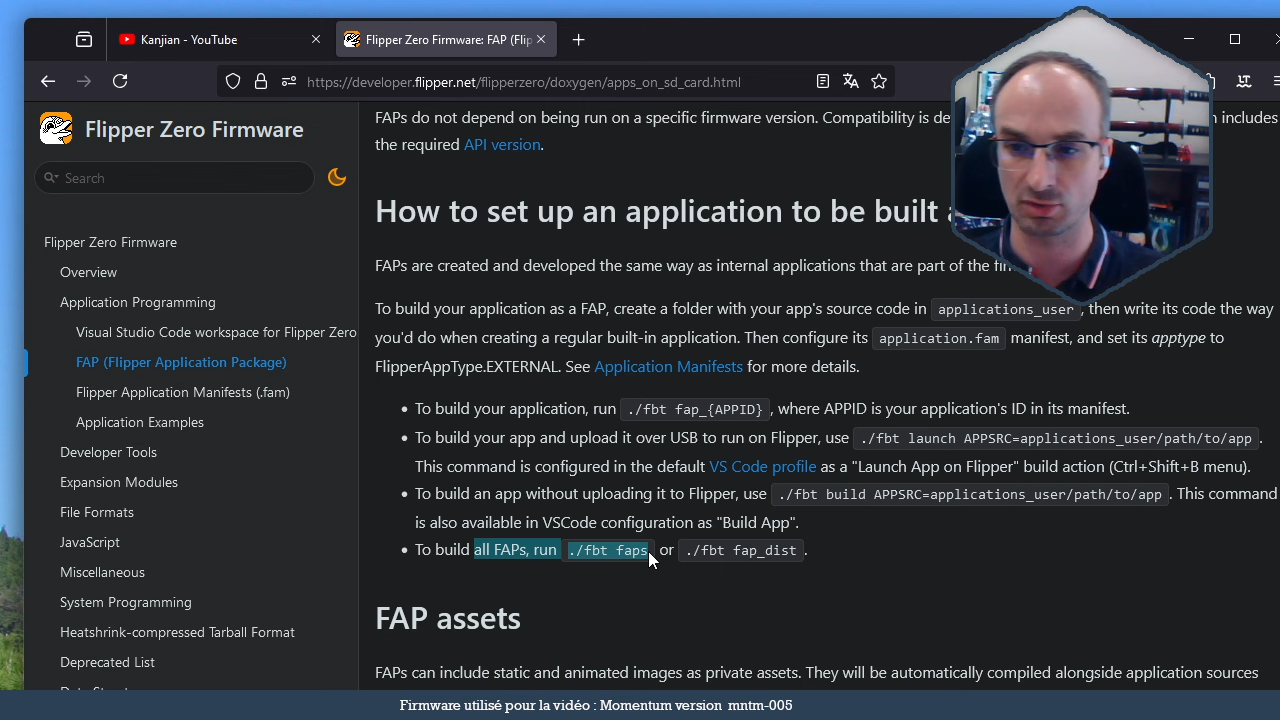 Kanjian - YouTube
Flipper Zero Firmware: FAP (Flip
https://developer.flipper.net/flipperzero/doxygen/apps_on_sd_card.html
Flipper Zero Firmware
Search
Flipper Zero Firmware
Overview
Application Programming
Visual Studio Code workspace for Flipper Zero
FAP (Flipper Application Package)
Flipper Application Manifests (.fam)
Application Examples
Developer Tools
Expansion Modules
File Formats
JavaScript
Miscellaneous
System Programming
Heatshrink-compressed Tarball Format
Deprecated List
FAPs do not depend on being run on a specific firmware version. Compatibility is de
n includes
the required API version.
How to set up an application to be built a
FAPs are created and developed the same way as internal applications that are part of the fir
To build your application as a FAP, create a folder with your app's source code in applications_user, then write its code the way
you'd do when creating a regular built-in application. Then configure its application.fam manifest, and set its apptype to
FlipperAppType.EXTERNAL. See Application Manifests for more details.
• To build your application, run ./fbt fap_{APPID}, where APPID is your application's ID in its manifest.
• To build your app and upload it over USB to run on Flipper, use ./fbt launch APPSRC=applications_user/path/to/app.
This command is configured in the default VS Code profile as a "Launch App on Flipper" build action (Ctrl+Shift+B menu).
• To build an app without uploading it to Flipper, use ./fbt build APPSRC=applications_user/path/to/app. This command
is also available in VSCode configuration as "Build App".
• To build all FAPs, run ./fbt faps or ./fbt fap_dist.
FAP assets
FAPs can include static and animated images as private assets. They will be automatically compiled alongside application sources
Firmware utilisé pour la vidéo : Momentum version mntm-005